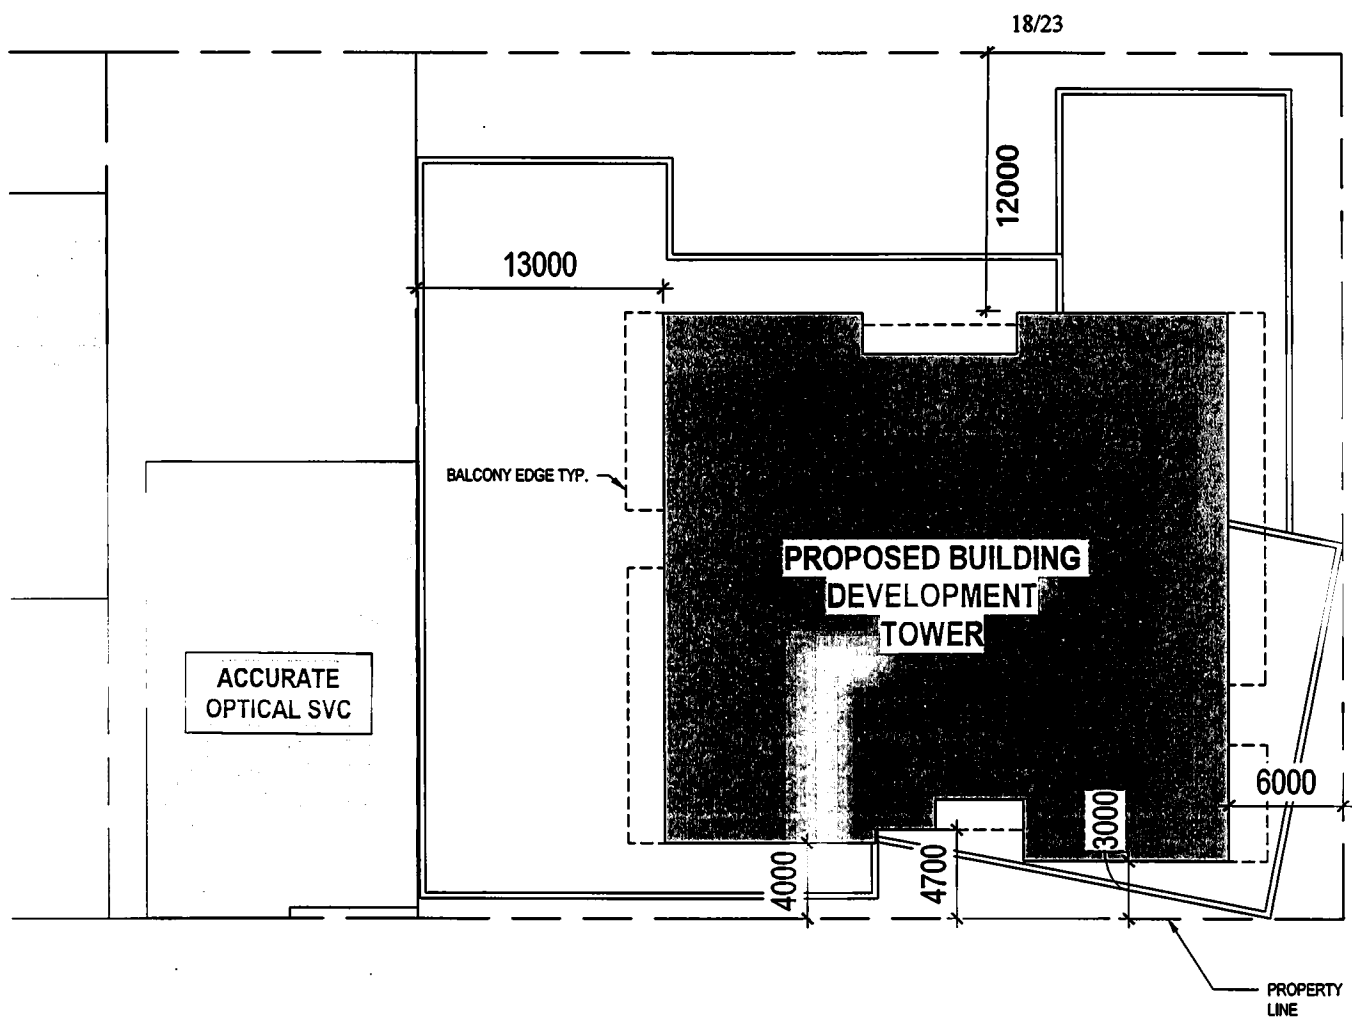 18/23
12000
13000
BALCONY EDGE TYP.
PROPOSED BUILDING
DEVELOPMENT
TOWER
ACCURATE
OPTICAL SVC
6000
3000
4000
4700
PROPERTY
LINE